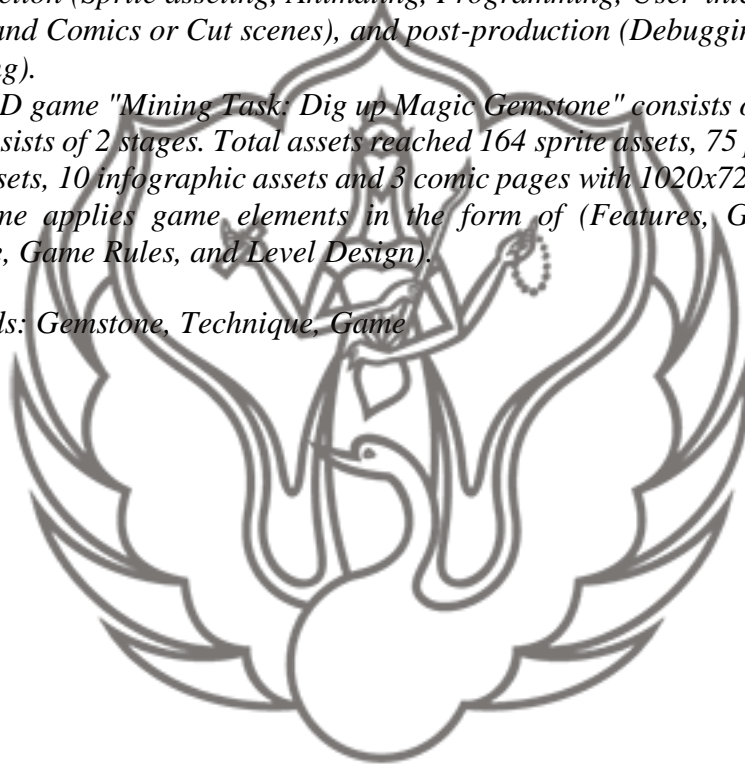 ction (Sprite asseting, Animating, Programming, User-inte
and Comics or Cut scenes), and post-production (Debuggin
ng).
D game "Mining Task: Dig up Magic Gemstone" consists o
sists of 2 stages. Total assets reached 164 sprite assets, 75 p
sets, 10 infographic assets and 3 comic pages with 1020x72
me applies game elements in the form of (Features, G
e, Game Rules, and Level Design).
ds: Gemstone, Technique, Game